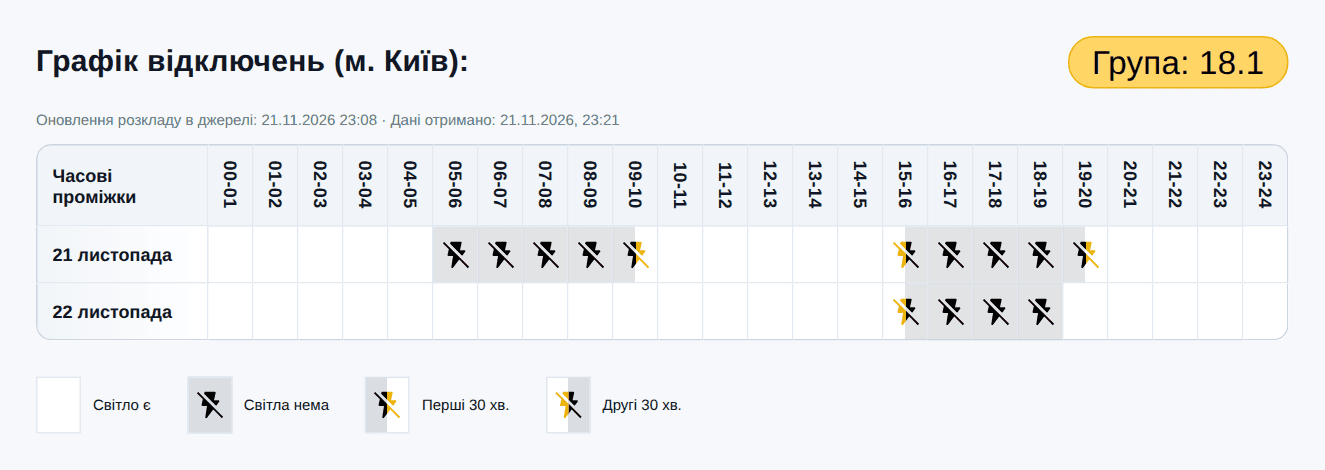 Графік відключень (м. Київ):
Група: 18.1
Оновлення розкладу в джерелі: 21.11.2026 23:08 · Дані отримано: 21.11.2026, 23:21
Часові
проміжки
00-01
01-02
02-03
03-04
04-05
05-06
06-07
07-08
08-09
09-10
10-11
11-12
12-13
13-14
14-15
15-16
16-17
17-18
18-19
19-20
20-21
21-22
22-23
23-24
21 листопада
22 листопада
Світло є
Світла нема
Перші 30 хв.
Другі 30 хв.